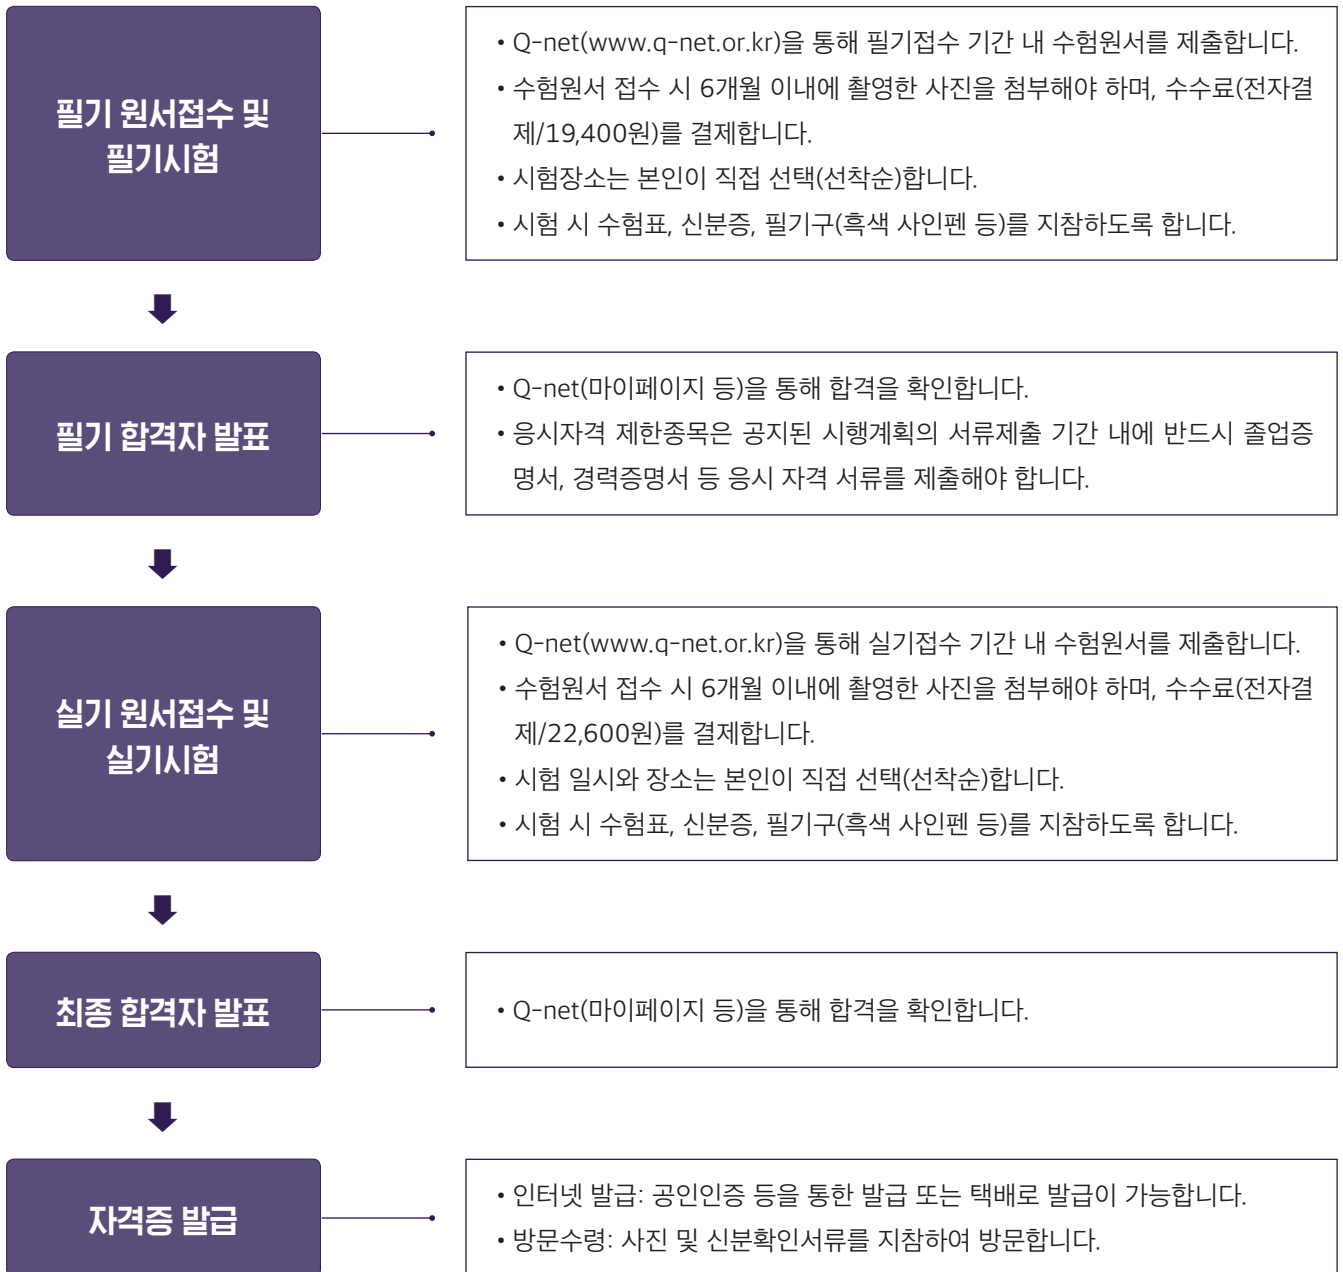 필기 원서접수 및
필기시험
• Q-net(www.q-net.or.kr)을 통해 필기접수 기간 내 수험원서를 제출합니다.
• 수험원서 접수 시 6개월 이내에 촬영한 사진을 첨부해야 하며, 수수료(전자결
제/19,400원)를 결제합니다.
• 시험장소는 본인이 직접 선택(선착순)합니다.
• 시험 시 수험표, 신분증, 필기구(흑색 사인펜 등)를 지참하도록 합니다.
필기 합격자 발표
• Q-net(마이페이지 등)을 통해 합격을 확인합니다.
• 응시자격 제한종목은 공지된 시행계획의 서류제출 기간 내에 반드시 졸업증
명서, 경력증명서 등 응시 자격 서류를 제출해야 합니다.
실기 원서접수 및
실기시험
• Q-net(www.q-net.or.kr)을 통해 실기접수 기간 내 수험원서를 제출합니다.
• 수험원서 접수 시 6개월 이내에 촬영한 사진을 첨부해야 하며, 수수료(전자결
제/22,600원)를 결제합니다.
• 시험 일시와 장소는 본인이 직접 선택(선착순)합니다.
• 시험 시 수험표, 신분증, 필기구(흑색 사인펜 등)를 지참하도록 합니다.
최종 합격자 발표
• Q-net(마이페이지 등)을 통해 합격을 확인합니다.
자격증 발급
• 인터넷 발급: 공인인증 등을 통한 발급 또는 택배로 발급이 가능합니다.
• 방문수령: 사진 및 신분확인서류를 지참하여 방문합니다.